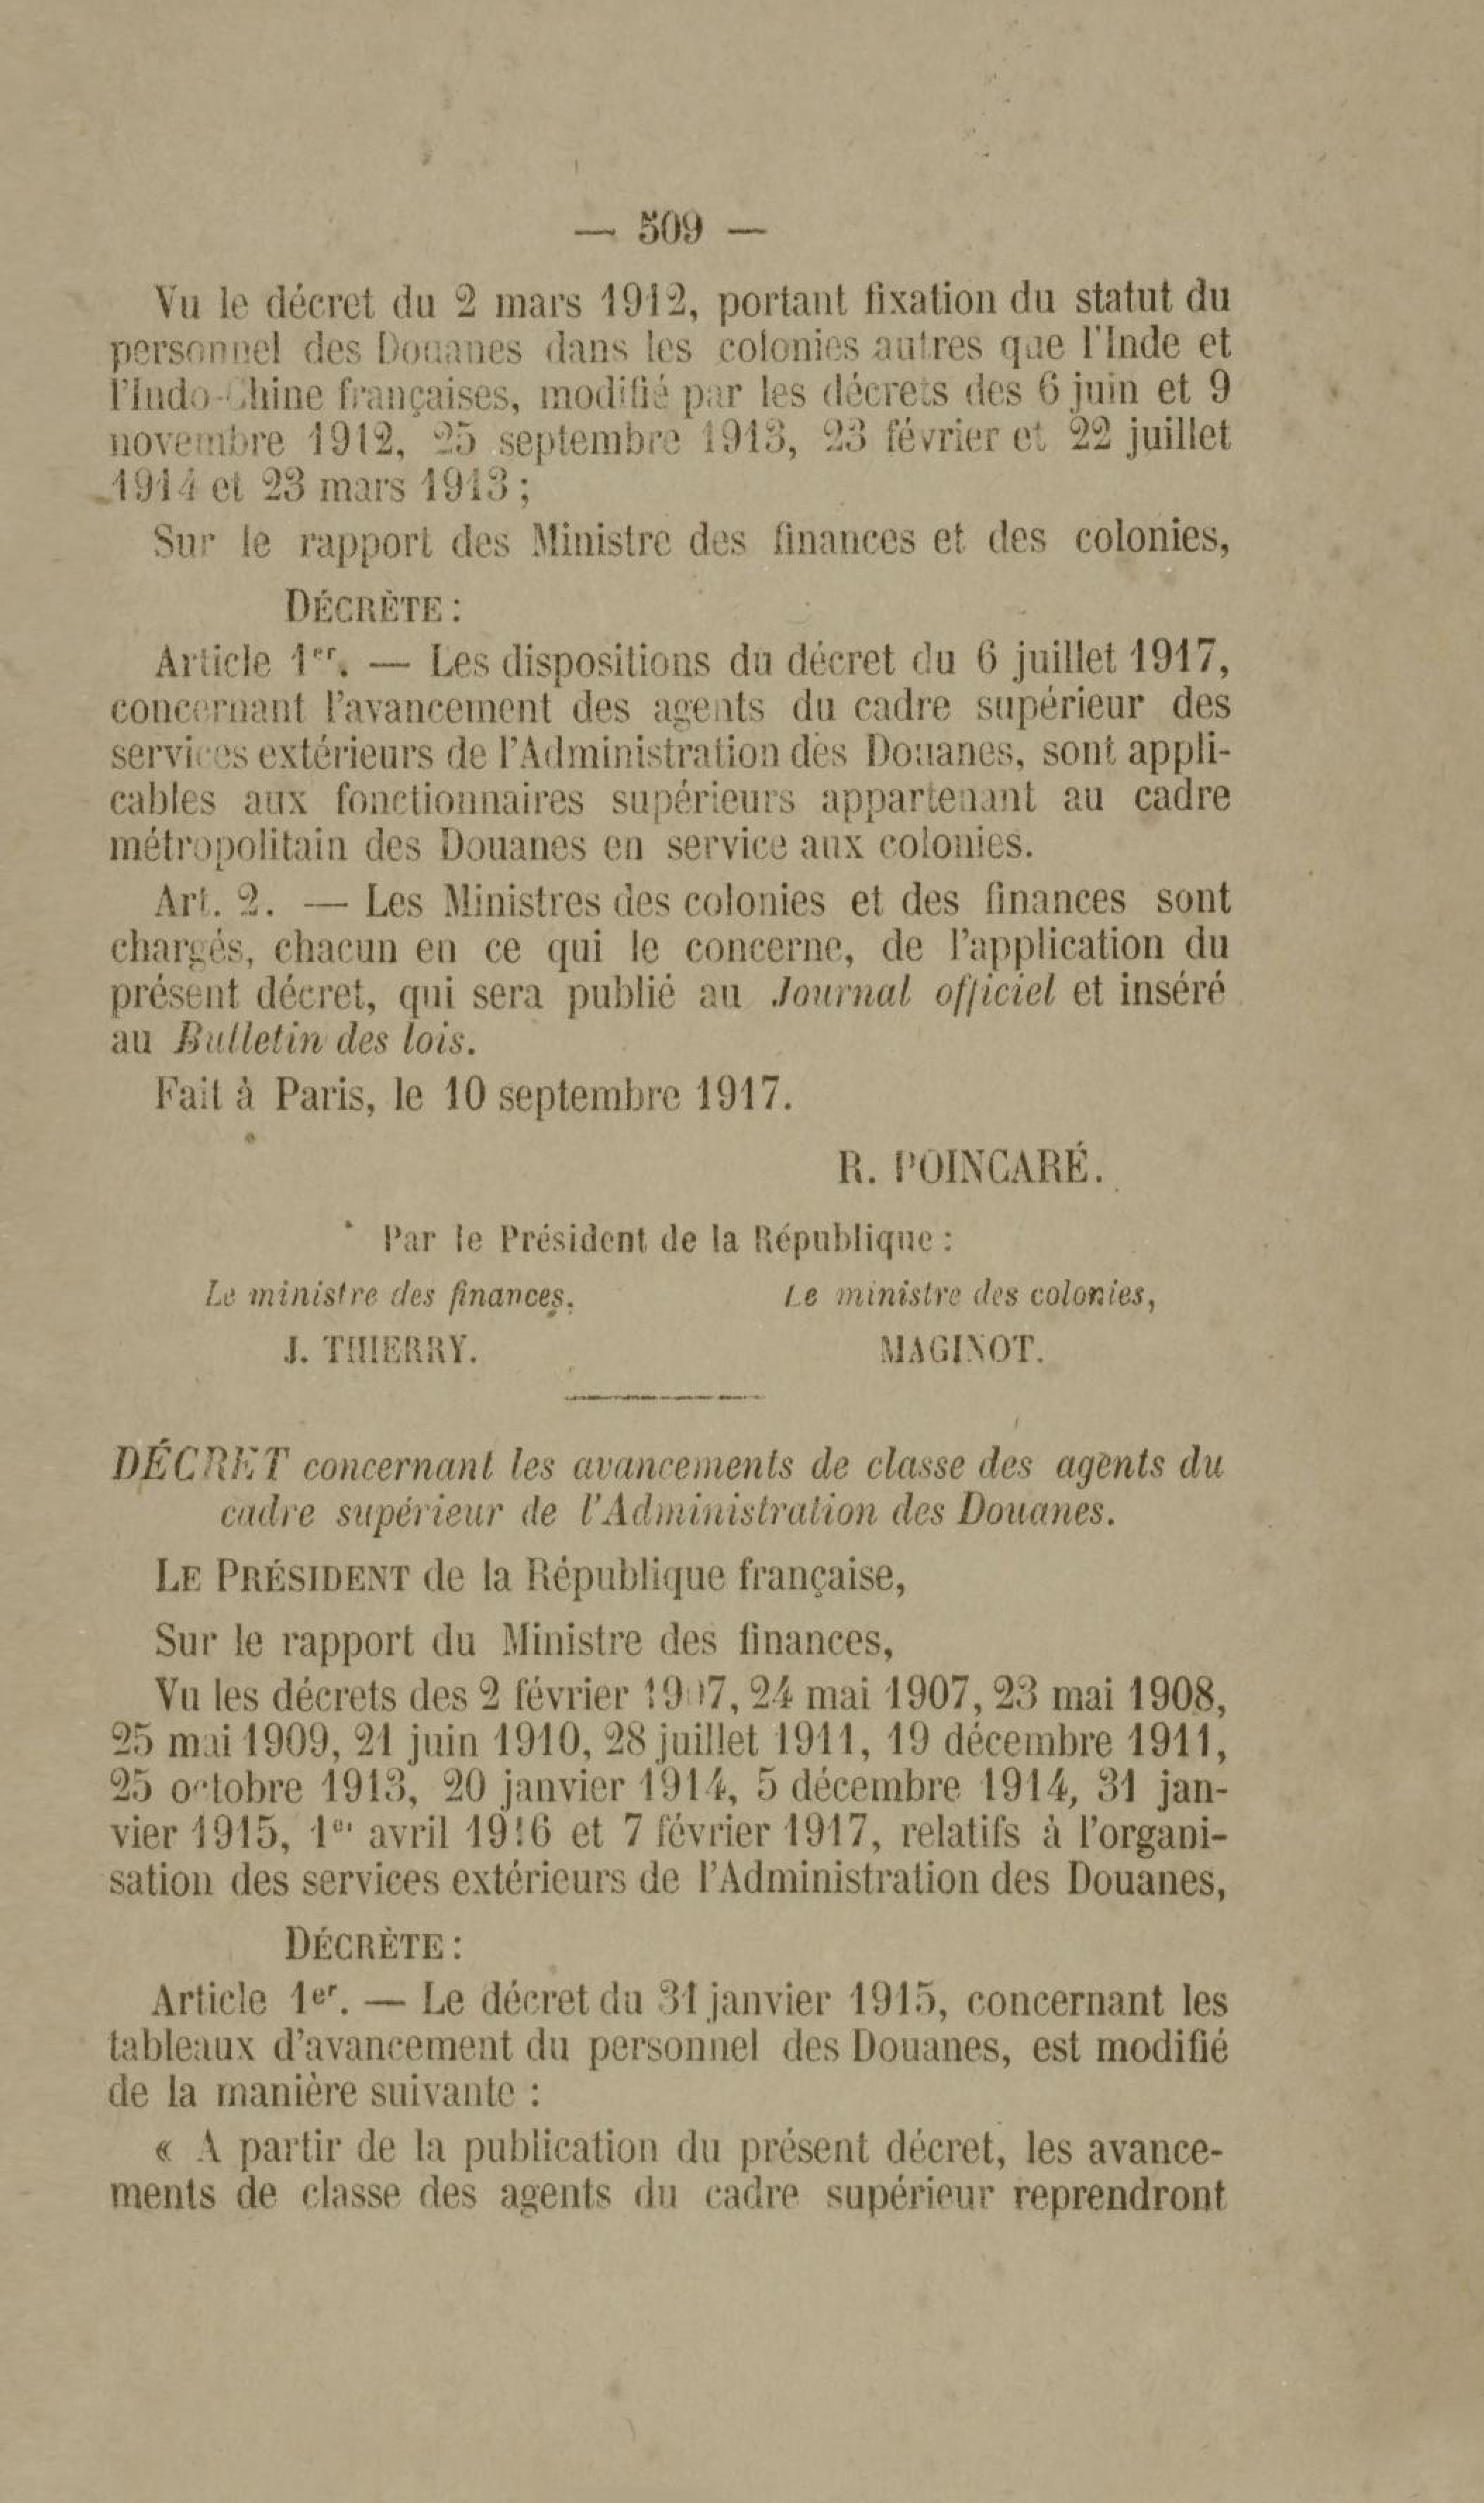 — 509 —
Vu le décret du 2 mars 1912, portant fixation du statut du
personnel des Douanes dans les colonies autres que l'Inde et
l'Indo-Chine françaises, modifié par les décrets des 6 juin et 9
novembre 1912, 25 septembre 1913, 23 février et 22 juillet
1914 et 23 mars 1913;
Sur le rapport des Ministre des finances et des colonies,
DÉCRÈTE :
Article 1er. — Les dispositions du décret du 6 juillet 1917,
concernant l'avancement des agents du cadre supérieur des
services extérieurs de l'Administration des Douanes, sont appli-
cables aux fonctionnaires supérieurs appartenant au cadre
métropolitain des Douanes en service aux colonies.
Art. 2. — Les Ministres des colonies et des finances sont
chargés, chacun en ce qui le concerne, de l'application du
présent décret, qui sera publié au Journal officiel et inséré
au Bulletin des lois.
Fait à Paris, le 10 septembre 1917.
R. POINCARÉ.
Par le Président de la République :
Le ministre des finances, Le ministre des colonies,
J. THIERRY. MAGINOT.
DÉCRET concernant les avancements de classe des agents du
cadre supérieur de l'Administration des Douanes.
LE PRÉSIDENT de la République française,
Sur le rapport du Ministre des finances,
Vu les décrets des 2 février 1907, 24 mai 1907, 23 mai 1908,
25 mai 1909, 21 juin 1910, 28 juillet 1911, 19 décembre 1911,
25 octobre 1913, 20 janvier 1914, 5 décembre 1914, 31 jan-
vier 1915, 1er avril 1916 et 7 février 1917, relatifs à l'organi-
sation des services extérieurs de l'Administration des Douanes,
DÉCRÈTE :
Article 1er. — Le décret du 31 janvier 1915, concernant les
tableaux d'avancement du personnel des Douanes, est modifié
de la manière suivante :
« A partir de la publication du présent décret, les avance-
ments de classe des agents du cadre supérieur reprendront